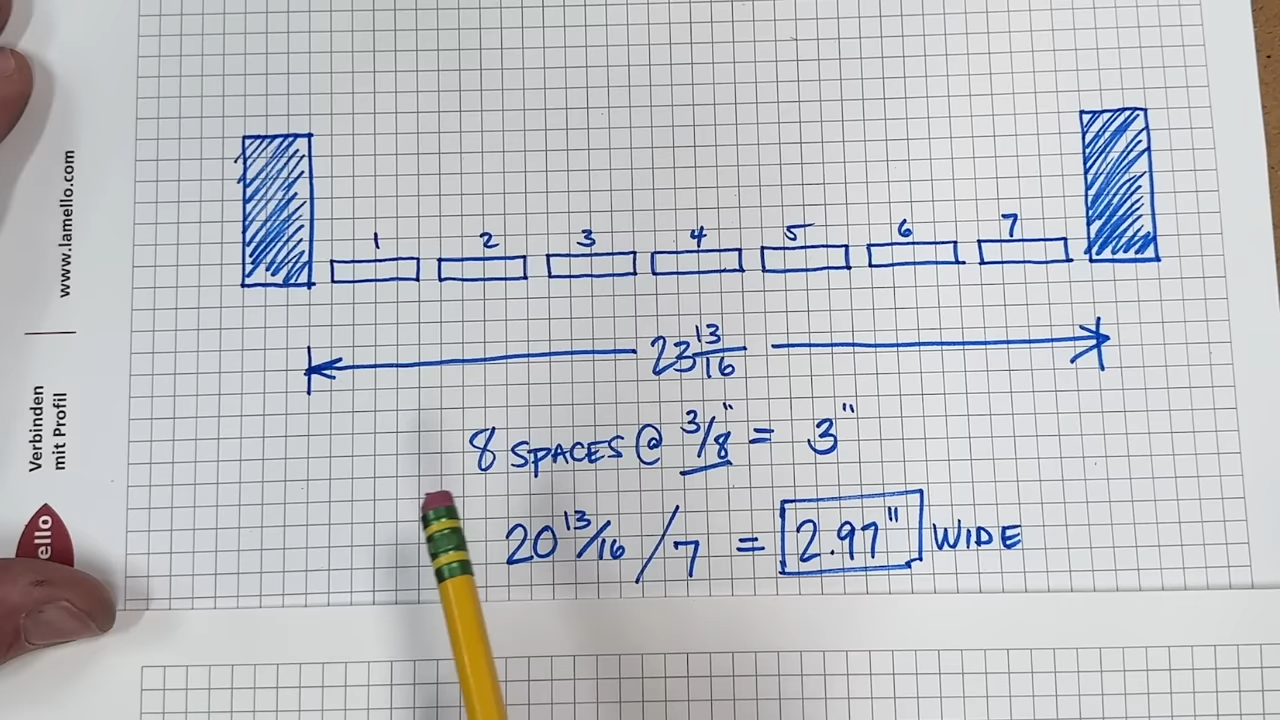 1 2 3 4 5 6 7
23 13/16
8 SPACES @ 3/8" = 3"
20 13/16 / 7 = 2.97" WIDE
www.lamello.com
Verbinden
mit Profil
ello